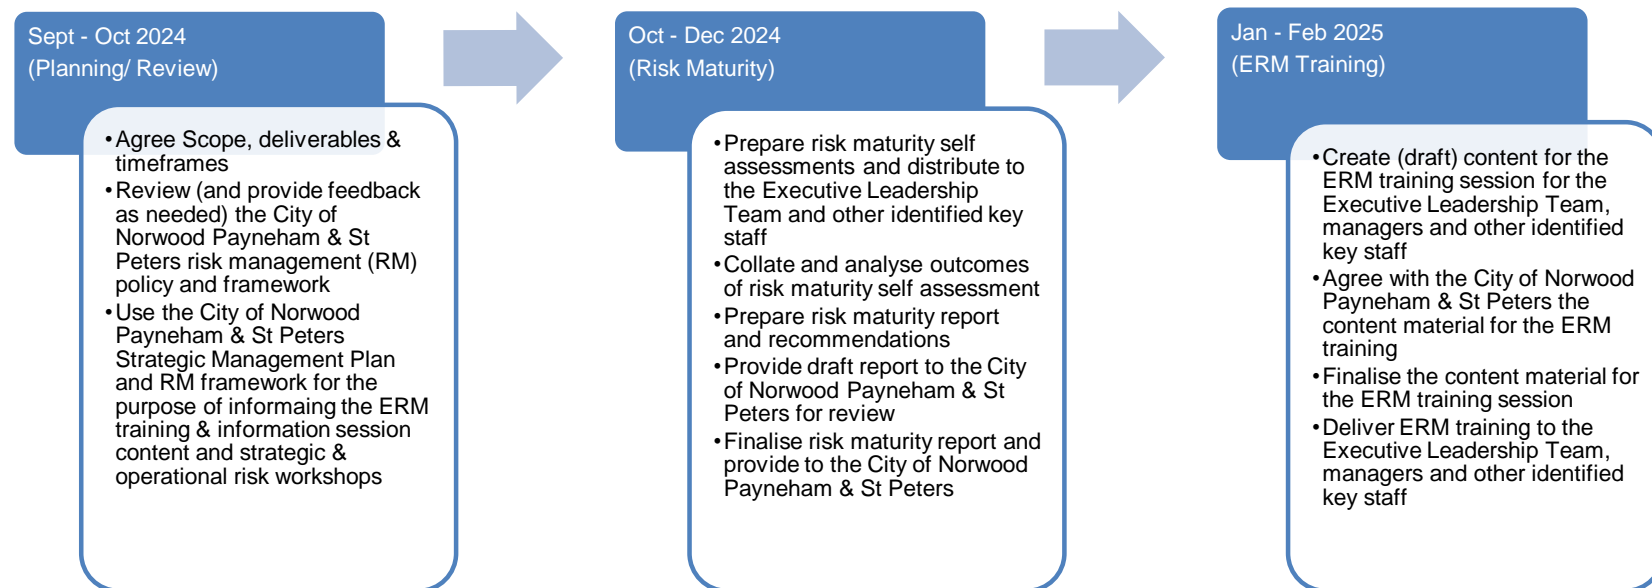 Sept - Oct 2024
(Planning/ Review)
•Agree Scope, deliverables &
timeframes
•Review (and provide feedback
as needed) the City of
Norwood Payneham & St
Peters risk management (RM)
policy and framework
•Use the City of Norwood
Payneham & St Peters
Strategic Management Plan
and RM framework for the
purpose of informaing the ERM
training & information session
content and strategic &
operational risk workshops
Oct - Dec 2024
(Risk Maturity)
•Prepare risk maturity self
assessments and distribute to
the Executive Leadership
Team and other identified key
staff
•Collate and analyse outcomes
of risk maturity self assessment
•Prepare risk maturity report
and recommendations
•Provide draft report to the City
of Norwood Payneham & St
Peters for review
•Finalise risk maturity report and
provide to the City of Norwood
Payneham & St Peters
Jan - Feb 2025
(ERM Training)
•Create (draft) content for the
ERM training session for the
Executive Leadership Team,
managers and other identified
key staff
•Agree with the City of Norwood
Payneham & St Peters the
content material for the ERM
training
•Finalise the content material for
the ERM training session
•Deliver ERM training to the
Executive Leadership Team,
managers and other identified
key staff